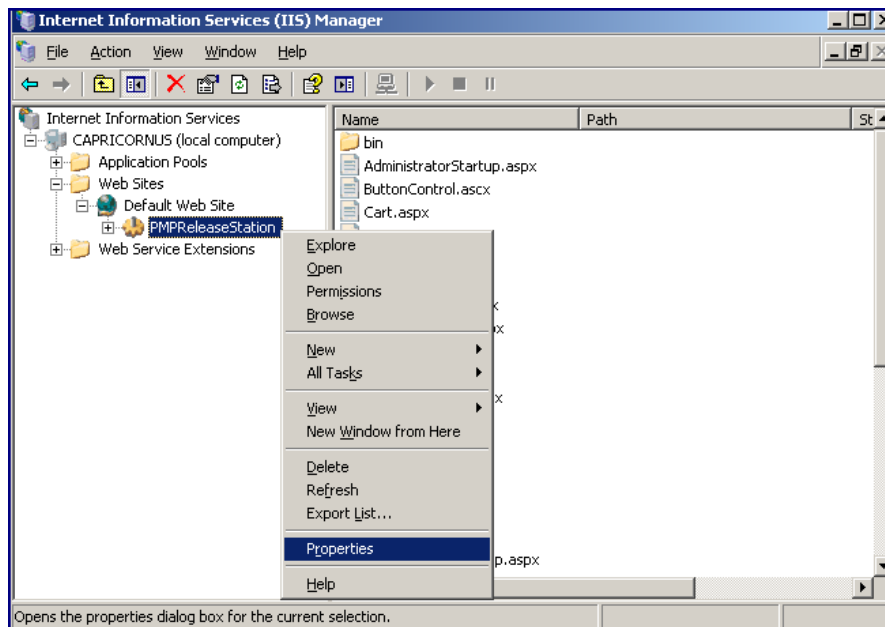 Internet Information Services (IIS) Manager
File Action View Window Help
Internet Information Services
CAPRICORNUS (local computer)
Application Pools
Web Sites
Default Web Site
PMPReleaseStation
Web Service Extensions
Name Path St
bin
AdministratorStartup.aspx
ButtonControl.ascx
Cart.aspx
x
px
x
p.aspx
Explore
Open
Permissions
Browse
New
All Tasks
View
New Window from Here
Delete
Refresh
Export List...
Properties
Help
Opens the properties dialog box for the current selection.